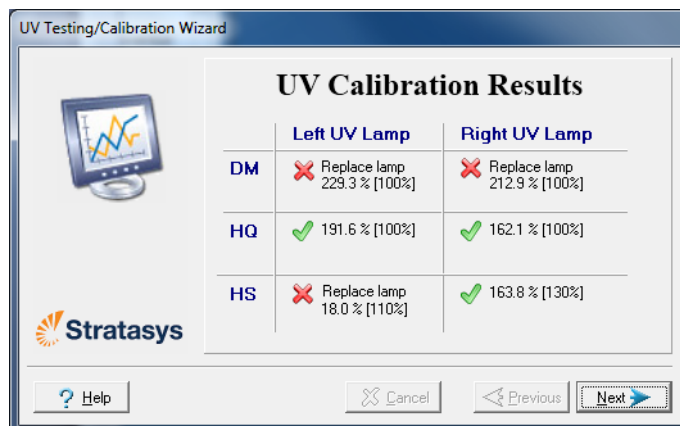 UV Testing/Calibration Wizard
UV Calibration Results
Left UV Lamp Right UV Lamp
DM Replace lamp Replace lamp
229.3 % [100%] 212.9 % [100%]
HQ 191.6 % [100%] 162.1 % [100%]
HS Replace lamp 163.8 % [130%]
18.0 % [110%]
Stratasys
? Help Cancel Previous Next